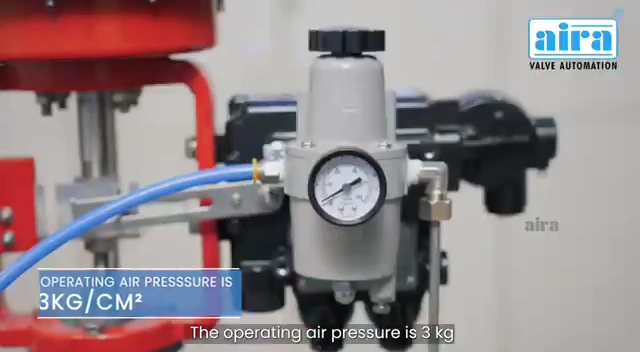 aira
VALVE AUTOMATION
aira
OPERATING AIR PRESSSURE IS
3KG/CM²
The operating air pressure is 3 kg